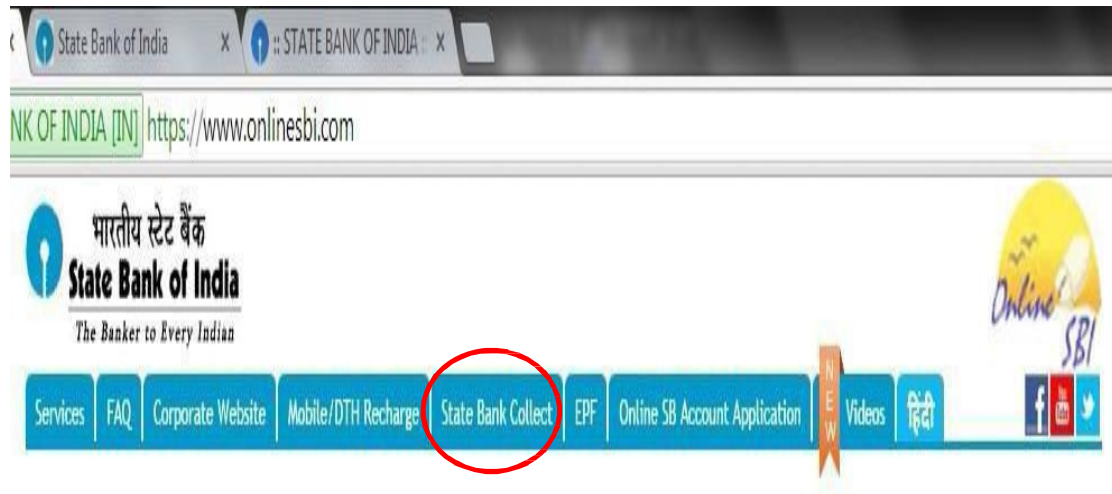 State Bank of India
:: STATE BANK OF INDIA ::
NK OF INDIA [IN] https://www.onlinesbi.com
भारतीय स्टेट बैंक
State Bank of India
The Banker to Every Indian
Online SBI
Services FAQ Corporate Website Mobile/DTH Recharge State Bank Collect EPF Online SB Account Application NEW Videos हिंदी